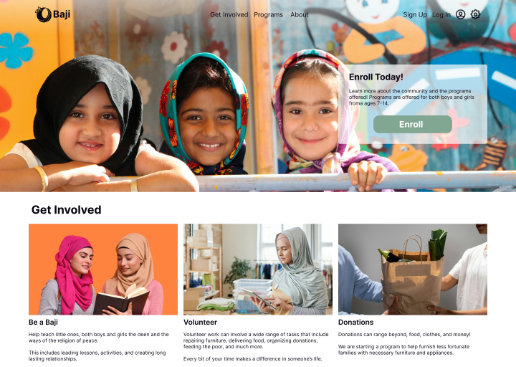 Baji
Get Involved Programs About
Sign Up Log In
Enroll Today!
Learn more about the community and the programs
offered! Programs are offered for both boys and girls
from ages 7-14.
Enroll
Get Involved
Be a Baji
Help teach little ones, both boys and girls the deen and the
ways of the religion of peace.
This includes leading lessons, activities, and creating long
lasting relationships.
Volunteer
Volunteer work can involve a wide range of tasks that include
repairing furniture, delivering food, organizing donations,
feeding the poor, and much more.
Every bit of your time makes a difference in someone's life.
Donations
Donations can range beyond, food, clothes, and money!
We are starting a program to help furnish less fortunate
families with necessary furniture and appliances.